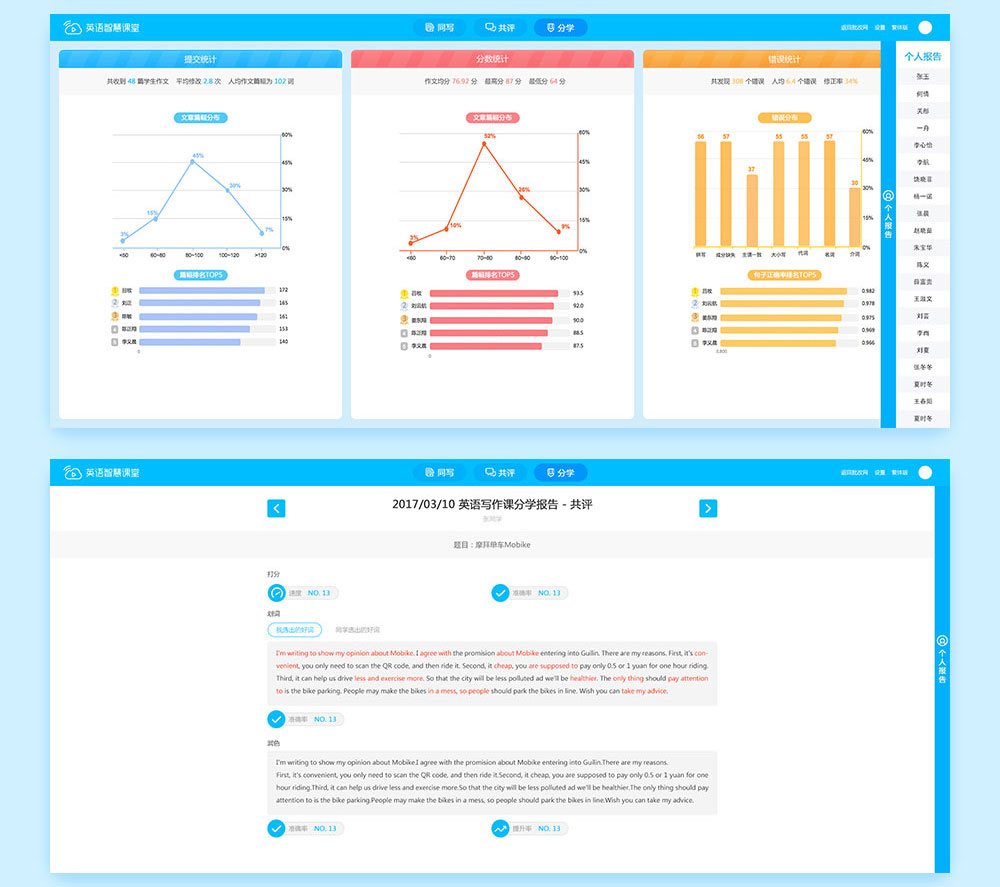 英语智慧课堂
同写
共评
分学
返回批改网 设置 繁体版
提交统计
共收到 48 篇学生作文 平均修改 2.8 次 人均作文篇幅为 102 词
文章篇幅分布
60%
45%
30%
15%
0%
3%
15%
45%
30%
7%
<60 60~80 80~100 100~120 >120
篇幅排名TOP5
1 吕牧 172
2 刘正 165
3 161
4 陈正翔 153
5 李义晨 140
0
分数统计
作文均分 76.92 分 最高分 87 分 最低分 64 分
文章篇幅分布
60%
45%
30%
15%
0%
3%
10%
52%
26%
9%
<60 60~70 70~80 80~90 90~100
篇幅排名TOP5
1 吕牧 93.5
2 刘云航 92.0
3 姜东翔 90.0
4 陈正翔 88.5
5 李义晨 87.5
0
错误统计
共发现 308 个错误 人均 6.4 个错误 修正率 34%
错误分布
60%
45%
30%
15%
0%
56 57 37 55 55 57 30
拼写 成分缺失 主谓一致 大小写 代词 名词 介词
句子正确率排名TOP5
1 吕牧 0.982
2 刘云航 0.978
3 姜东翔 0.975
4 陈正翔 0.969
5 李义晨 0.966
0.800
个人报告
个人报告
张玉
何倩
关彤
一舟
李心怡
李航
饶晓菲
杨一诺
张晨
赵晓茹
朱宝华
陈文
薛富贵
王淑文
刘芸
李尚
刘夏
张冬冬
夏时冬
王春阳
夏时冬
英语智慧课堂
同写
共评
分学
返回批改网 设置 繁体版
2017/03/10 英语写作课分学报告 - 共评
张同学
题目：摩拜单车Mobike
打分
速度 NO. 13
准确率 NO. 13
划词
我选出的好词
同学选出的好词
I'm writing to show my opinion about Mobike. I agree with the promision about Mobike entering into Guilin. There are my reasons. First, it's con-
venient, you only need to scan the QR code, and then ride it. Second, it cheap, you are supposed to pay only 0.5 or 1 yuan for one hour riding.
Third, it can help us drive less and exercise more. So that the city will be less polluted ad we'll be healthier. The only thing should pay attention
to is the bike parking. People may make the bikes in a mess, so people should park the bikes in line. Wish you can take my advice.
准确率 NO. 13
润色
I'm writing to show my opinion about Mobike.I agree with the promision about Mobike entering into Guilin.There are my reasons.
First, it's convenient, you only need to scan the QR code, and then ride it.Second, it cheap, you are supposed to pay only 0.5 or 1 yuan for one
hour riding.Third, it can help us drive less and exercise more.So that the city will be less polluted ad we'll be healthier.The only thing should pay
attention to is the bike parking.People may make the bikes in a mess, so people should park the bikes in line.Wish you can take my advice.
准确率 NO. 13
提升率 NO. 13
个人报告